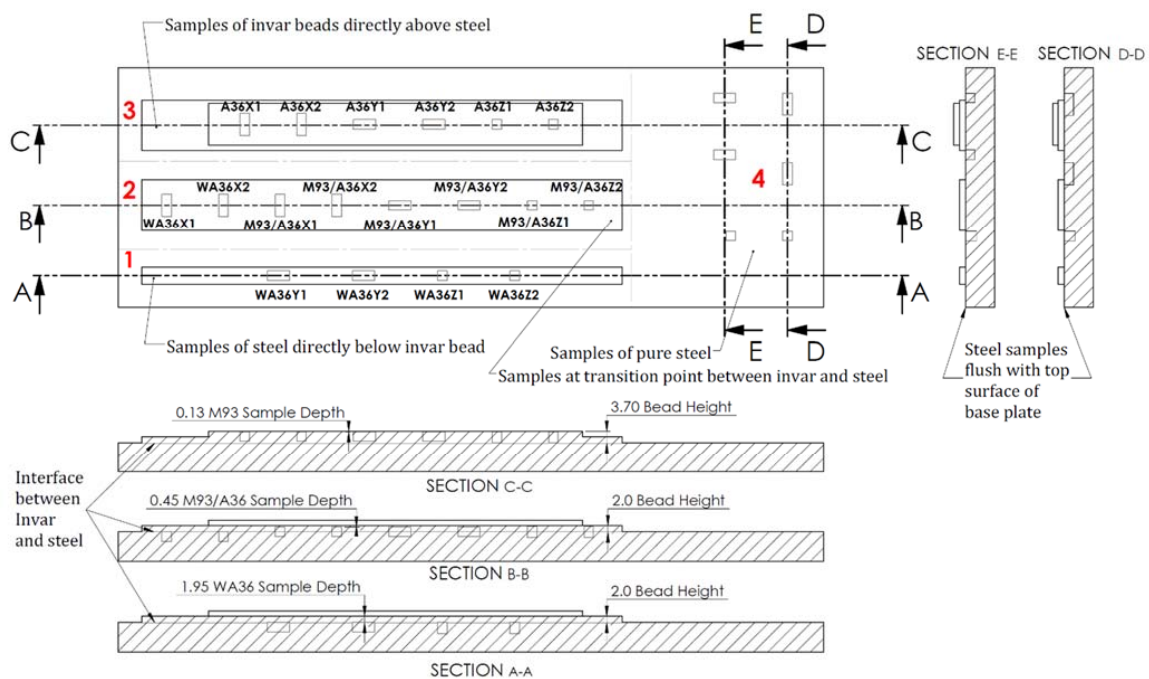 Samples of invar beads directly above steel
E
D
SECTION E-E
SECTION D-D
3
A36X1
A36X2
A36Y1
A36Y2
A36Z1
A36Z2
C
C
C
2
WA36X2
M93/A36X2
M93/A36Y2
M93/A36Z2
4
B
B
B
WA36X1
M93/A36X1
M93/A36Y1
M93/A36Z1
1
A
A
A
WA36Y1
WA36Y2
WA36Z1
WA36Z2
E
D
Samples of steel directly below invar bead
Samples of pure steel
Samples at transition point between invar and steel
Steel samples
flush with top
surface of
base plate
0.13 M93 Sample Depth
3.70 Bead Height
SECTION C-C
Interface
between
Invar
and steel
0.45 M93/A36 Sample Depth
2.0 Bead Height
SECTION B-B
1.95 WA36 Sample Depth
2.0 Bead Height
SECTION A-A